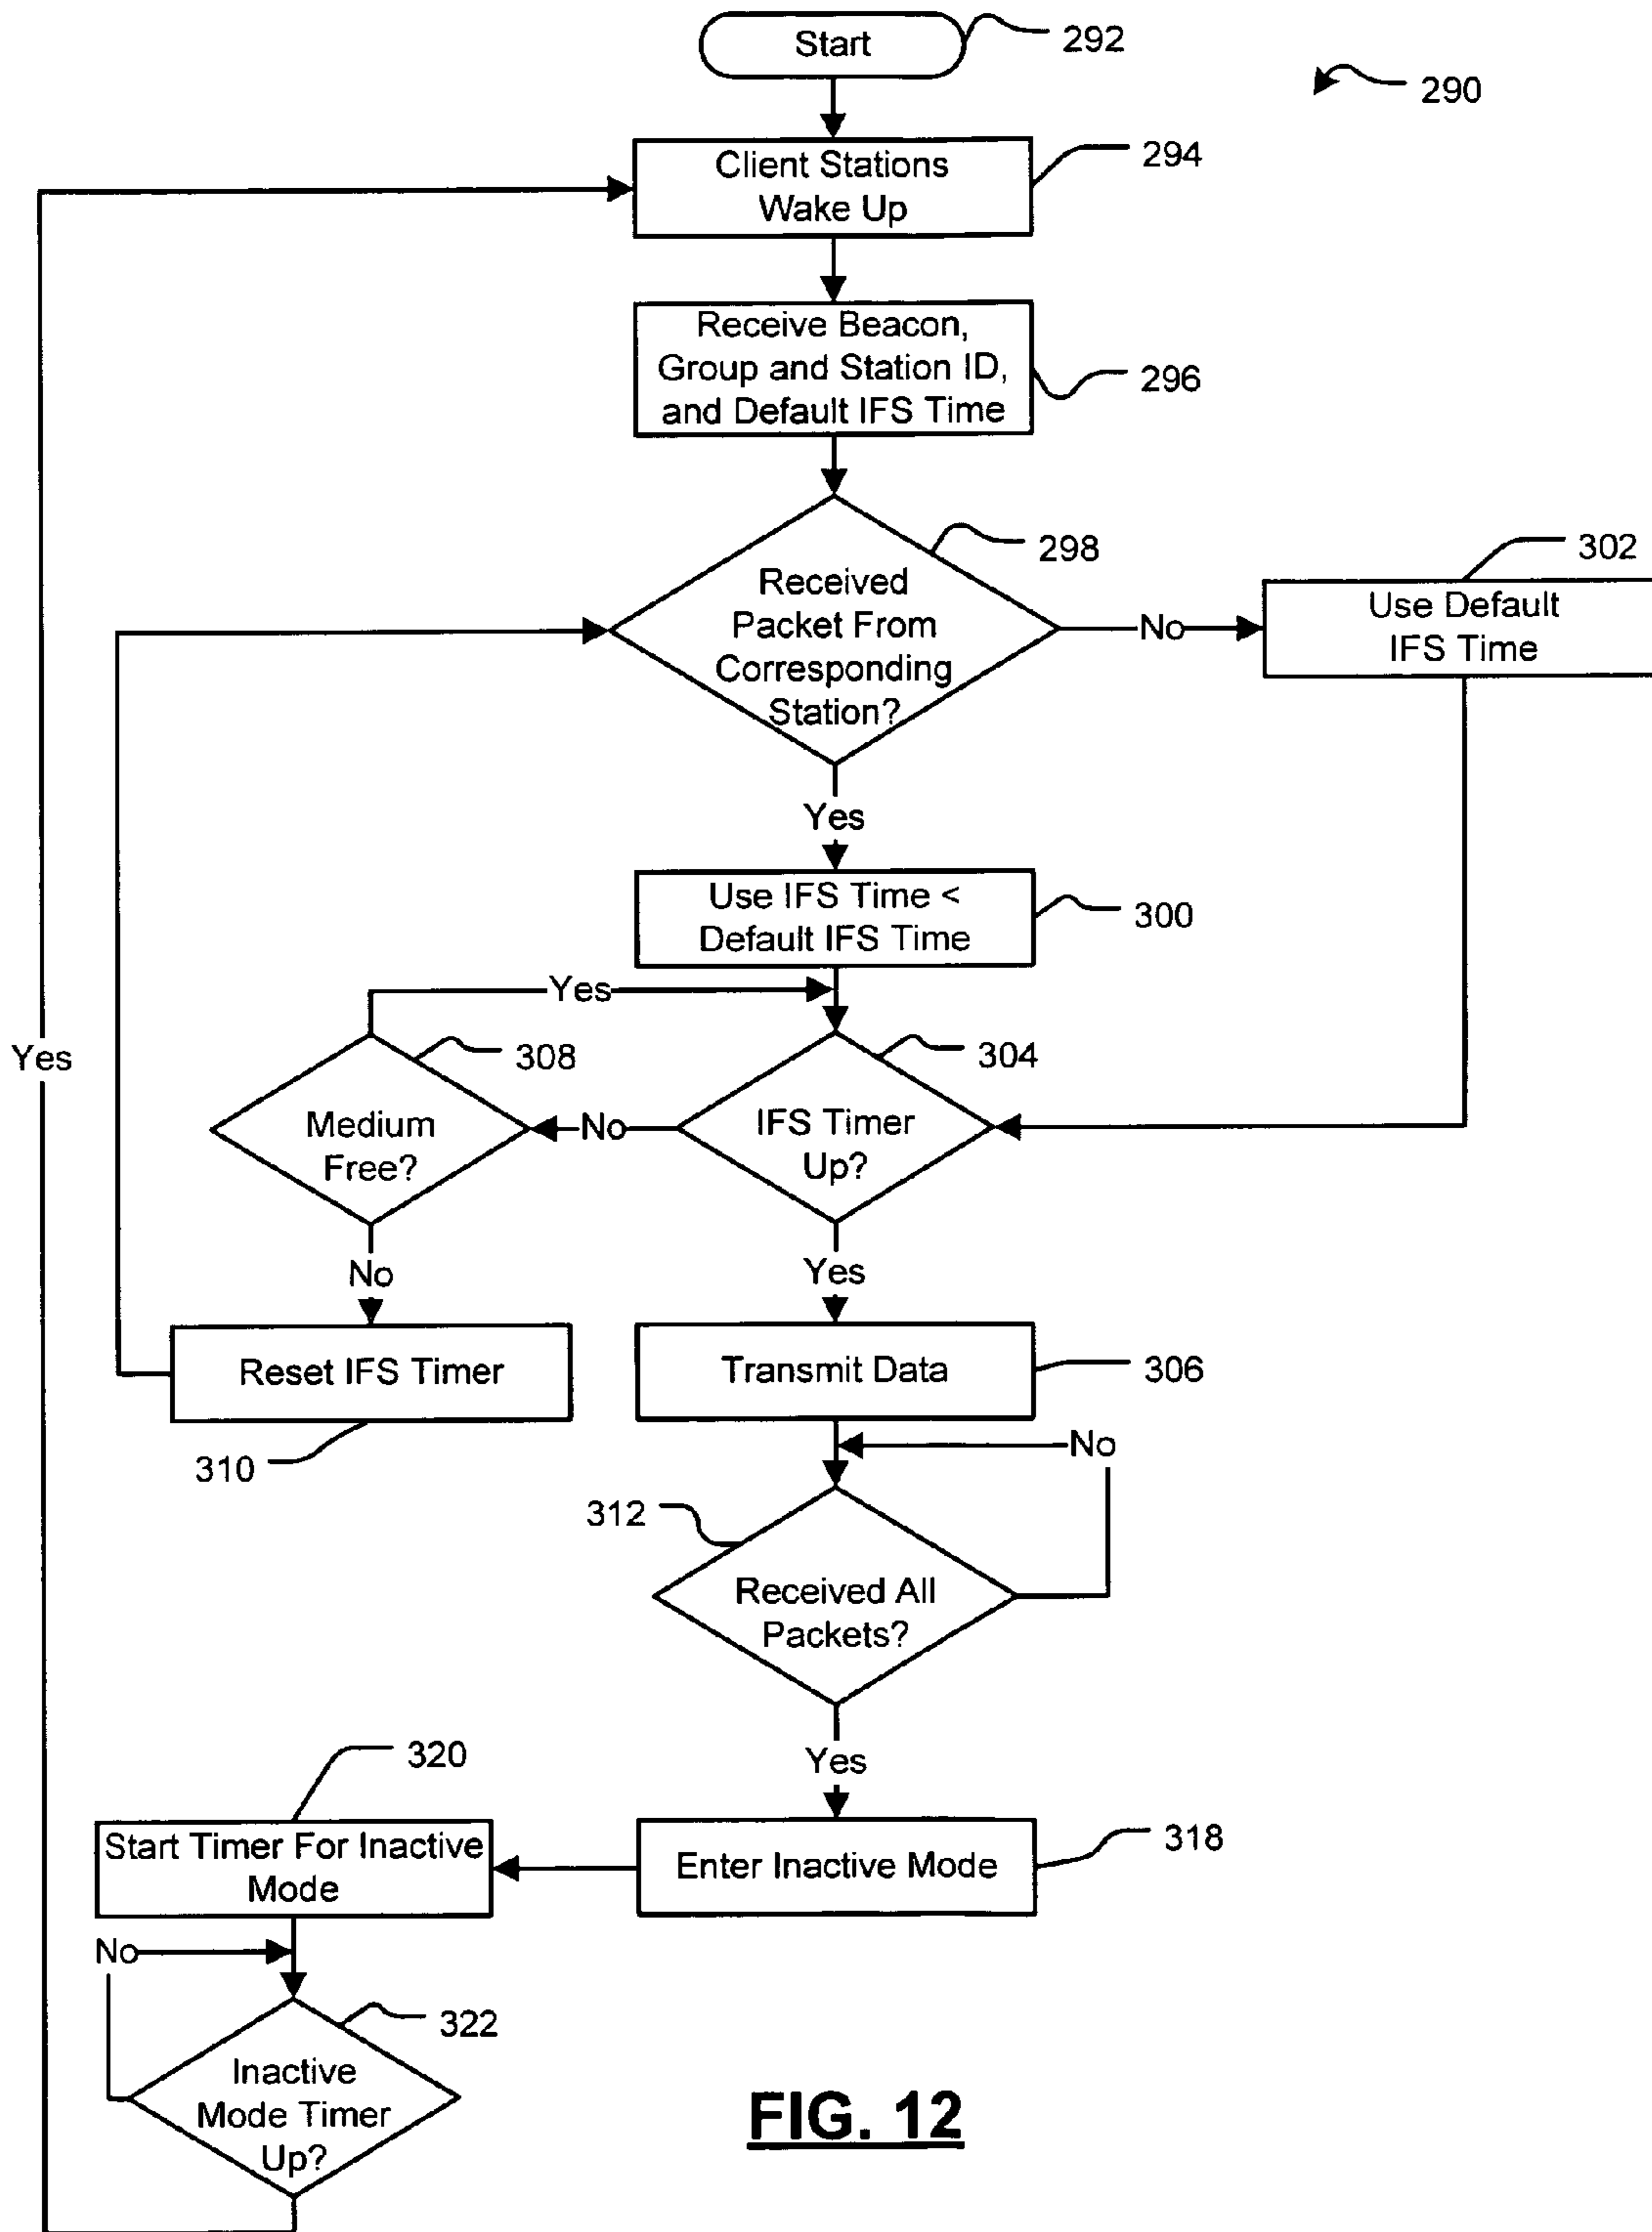 Start
292
290
Client Stations
Wake Up
294
Receive Beacon,
Group and Station ID,
and Default IFS Time
296
298
Received
Packet From
Corresponding
Station?
No
302
Use Default
IFS Time
Yes
Use IFS Time <
Default IFS Time
300
Yes
Yes
308
Medium
Free?
No
304
IFS Timer
Up?
No
Yes
Reset IFS Timer
310
Transmit Data
306
No
312
Received All
Packets?
Yes
320
Start Timer For Inactive
Mode
Enter Inactive Mode
318
No
322
Inactive
Mode Timer
Up?
FIG. 12